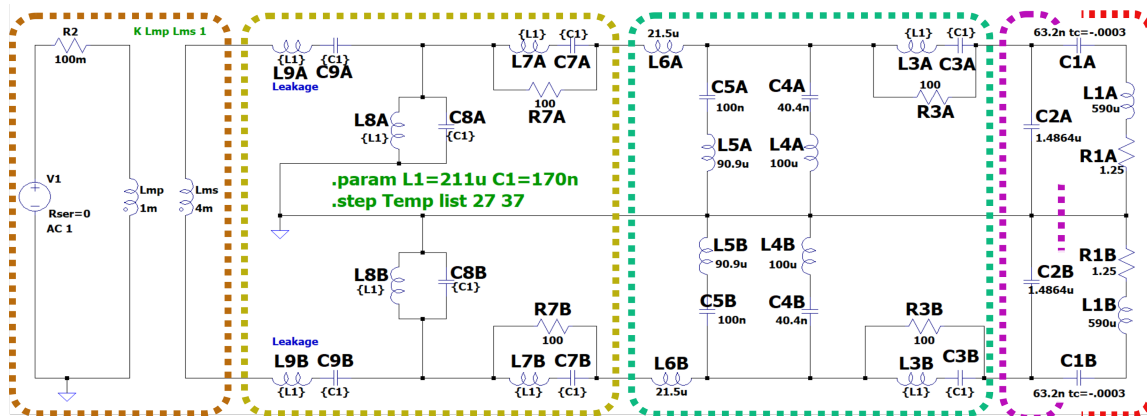 R2
100m
K Lmp Lms 1
V1
Rser=0
AC 1
Lmp
1m
Lms
4m
{L1}
L9A
Leakage
{C1}
C9A
L8A
{L1}
C8A
{C1}
{L1}
L7A
{C1}
C7A
100
R7A
.param L1=211u C1=170n
.step Temp list 27 37
L8B
{L1}
C8B
{C1}
Leakage
L9B
{L1}
C9B
{C1}
R7B
100
L7B
{L1}
C7B
{C1}
21.5u
L6A
C5A
100n
L5A
90.9u
C4A
40.4n
L4A
100u
{L1}
L3A
{C1}
C3A
100
R3A
L5B
90.9u
C5B
100n
L4B
100u
C4B
40.4n
L6B
21.5u
R3B
100
L3B
{L1}
C3B
{C1}
63.2n tc=-.0003
C1A
L1A
590u
C2A
1.4864u
R1A
1.25
R1B
1.25
C2B
1.4864u
L1B
590u
C1B
63.2n tc=-.0003